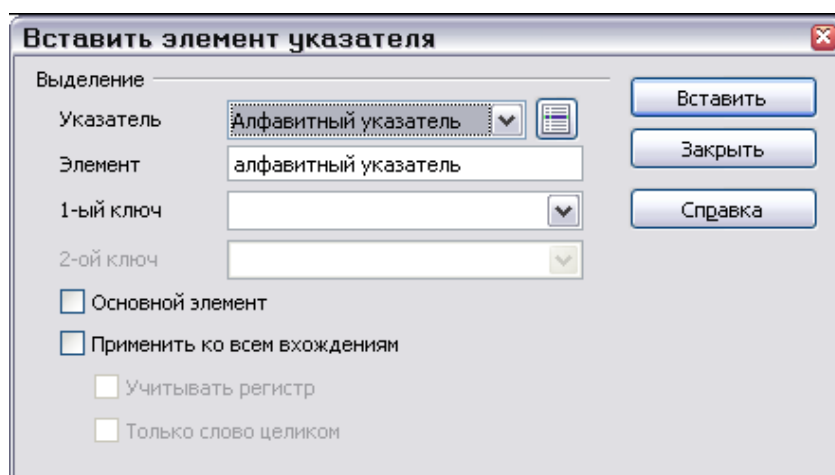 Вставить элемент указателя
Выделение
Указатель Алфавитный указатель
Элемент алфавитный указатель
1-ый ключ
2-ой ключ
Основной элемент
Применить ко всем вхождениям
Учитывать регистр
Только слово целиком
Вставить
Закрыть
Справка